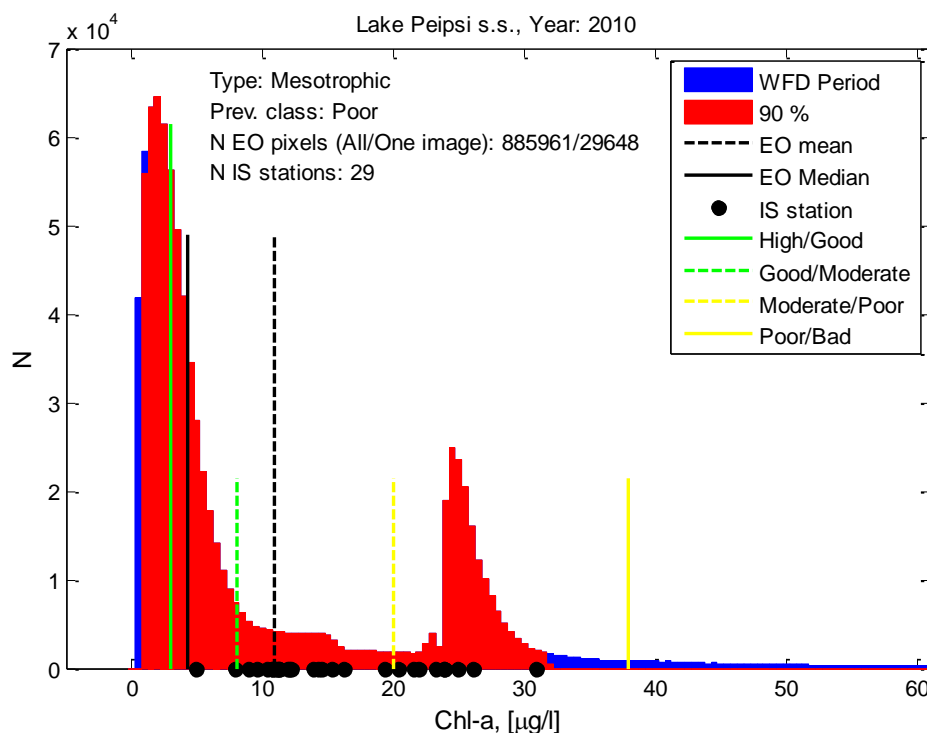 Lake Peipsi s.s., Year: 2010
x 10^4
Type: Mesotrophic
Prev. class: Poor
N EO pixels (All/One image): 885961/29648
N IS stations: 29
WFD Period
90 %
EO mean
EO Median
IS station
High/Good
Good/Moderate
Moderate/Poor
Poor/Bad
7
6
5
4
3
2
1
0
N
0 10 20 30 40 50 60
Chl-a, [μg/l]